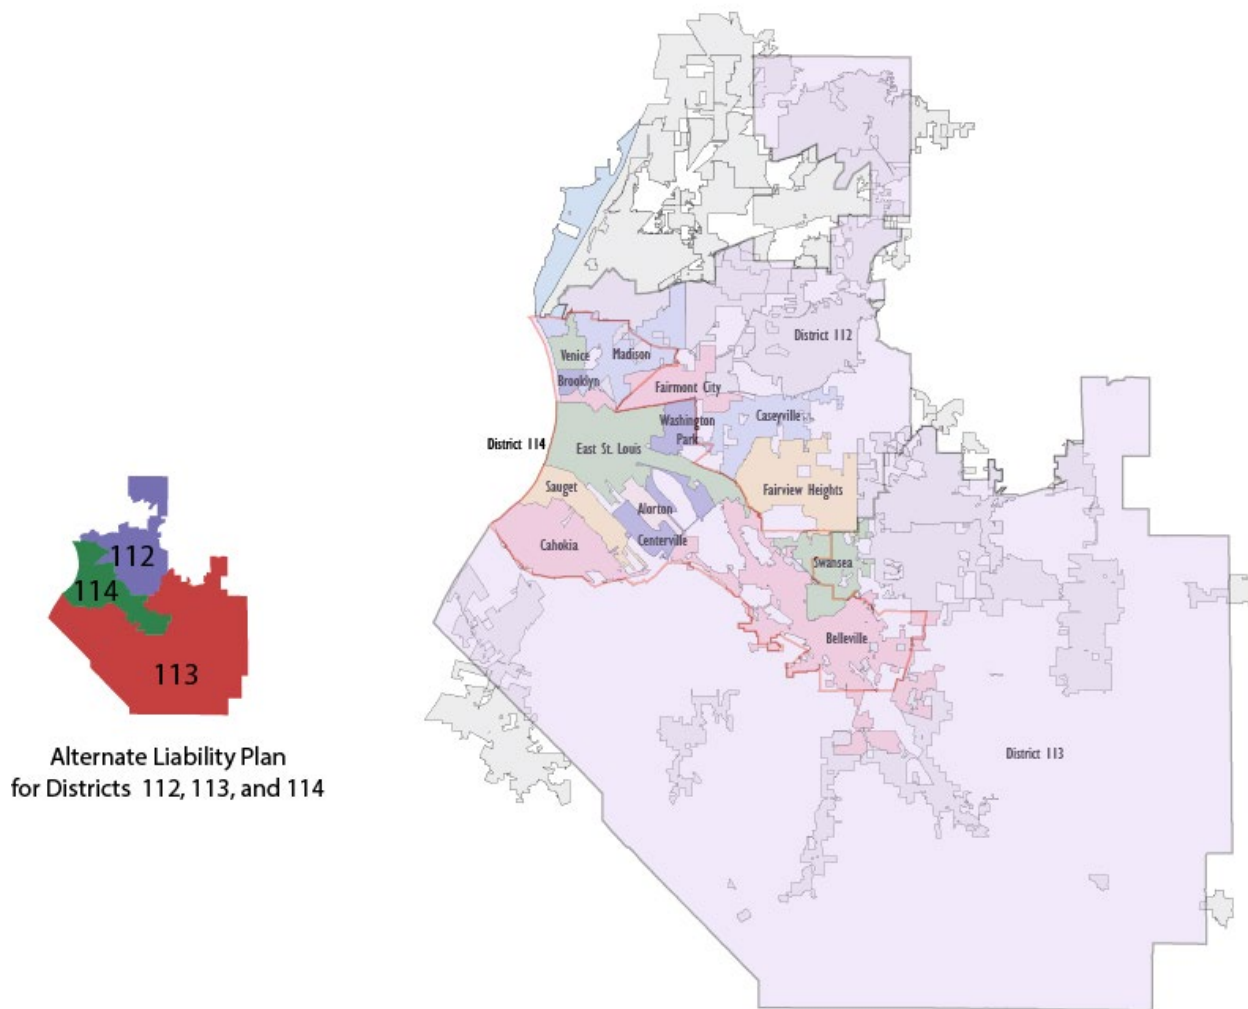 District 112
Venice
Madison
Brooklyn
Fairmont City
Washington
Park
Caseyville
District 114
East St. Louis
Sauget
Fairview Heights
Alorton
Centerville
Cahokia
Swansea
Belleville
District 113
112
114
113
Alternate Liability Plan
for Districts 112, 113, and 114